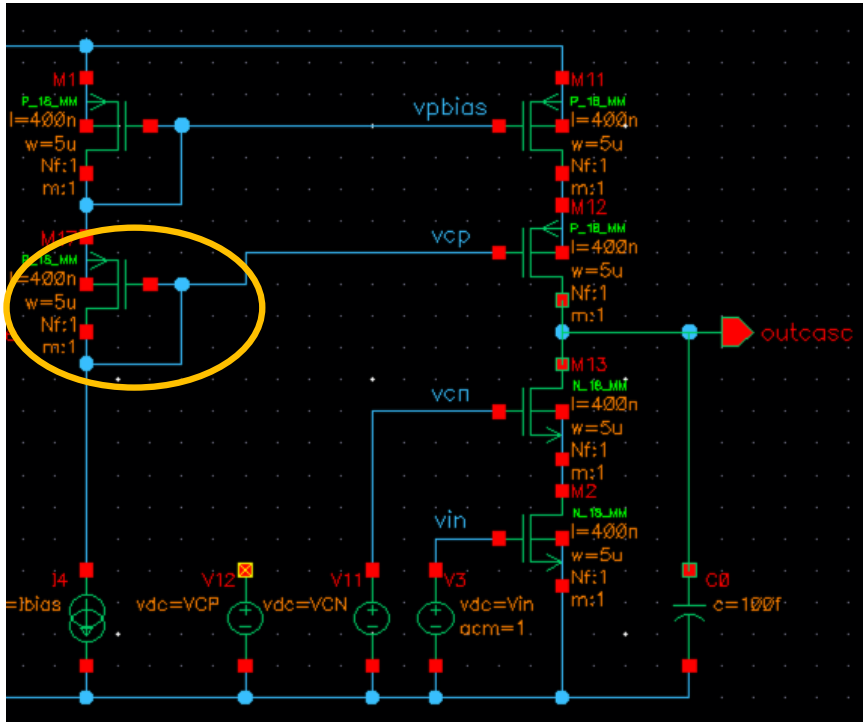 M1
P_18_MM
l=400n
w=5u
Nf:1
m:1
vpbias
M11
P_18_MM
l=400n
w=5u
Nf:1
m:1
M17
P_18_MM
l=400n
w=5u
Nf:1
m:1
vcp
M12
P_18_MM
l=400n
w=5u
Nf:1
m:1
outcasc
vcn
M13
N_18_MM
l=400n
w=5u
Nf:1
m:1
vin
M2
N_18_MM
l=400n
w=5u
Nf:1
m:1
I4
=Ibias
V12
vdc=VCP
V11
vdc=VCN
V3
vdc=Vin
acm=1
C0
c=100f